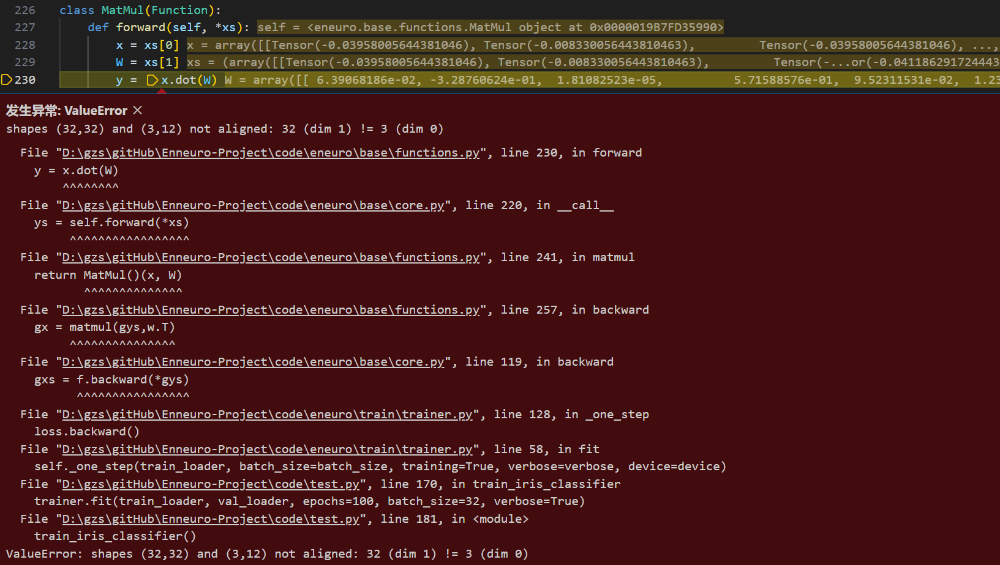 226 class MatMul(Function):
227 def forward(self, *xs): self = <eneuro.base.functions.MatMul object at 0x0000019B7FD35990>
228 x = xs[0] x = array([[Tensor(-0.03958005644381046), Tensor(-0.008330056443810463), Tensor(-0.03958005644381046), ...,
229 W = xs[1] xs = (array([[Tensor(-0.03958005644381046), Tensor(-0.008330056443810463), Tensor(-...or(-0.041186291724443
230 y = x.dot(W) W = array([[ 6.39068186e-02, -3.28760624e-01, 1.81082523e-05, 5.71588576e-01, 9.52311531e-02, 1.23
发生异常: ValueError ×
shapes (32,32) and (3,12) not aligned: 32 (dim 1) != 3 (dim 0)
File "D:\gzs\gitHub\Enneuro-Project\code\eneuro\base\functions.py", line 230, in forward
y = x.dot(W)
^^^^^^^^
File "D:\gzs\gitHub\Enneuro-Project\code\eneuro\base\core.py", line 220, in __call__
ys = self.forward(*xs)
^^^^^^^^^^^^^^^^^
File "D:\gzs\gitHub\Enneuro-Project\code\eneuro\base\functions.py", line 241, in matmul
return MatMul()(x, W)
^^^^^^^^^^^^^^
File "D:\gzs\gitHub\Enneuro-Project\code\eneuro\base\functions.py", line 257, in backward
gx = matmul(gys,w.T)
^^^^^^^^^^^^^^^
File "D:\gzs\gitHub\Enneuro-Project\code\eneuro\base\core.py", line 119, in backward
gxs = f.backward(*gys)
^^^^^^^^^^^^^^^^
File "D:\gzs\gitHub\Enneuro-Project\code\eneuro\train\trainer.py", line 128, in _one_step
loss.backward()
File "D:\gzs\gitHub\Enneuro-Project\code\eneuro\train\trainer.py", line 58, in fit
self._one_step(train_loader, batch_size=batch_size, training=True, verbose=verbose, device=device)
File "D:\gzs\gitHub\Enneuro-Project\code\test.py", line 170, in train_iris_classifier
trainer.fit(train_loader, val_loader, epochs=100, batch_size=32, verbose=True)
File "D:\gzs\gitHub\Enneuro-Project\code\test.py", line 181, in <module>
train_iris_classifier()
ValueError: shapes (32,32) and (3,12) not aligned: 32 (dim 1) != 3 (dim 0)